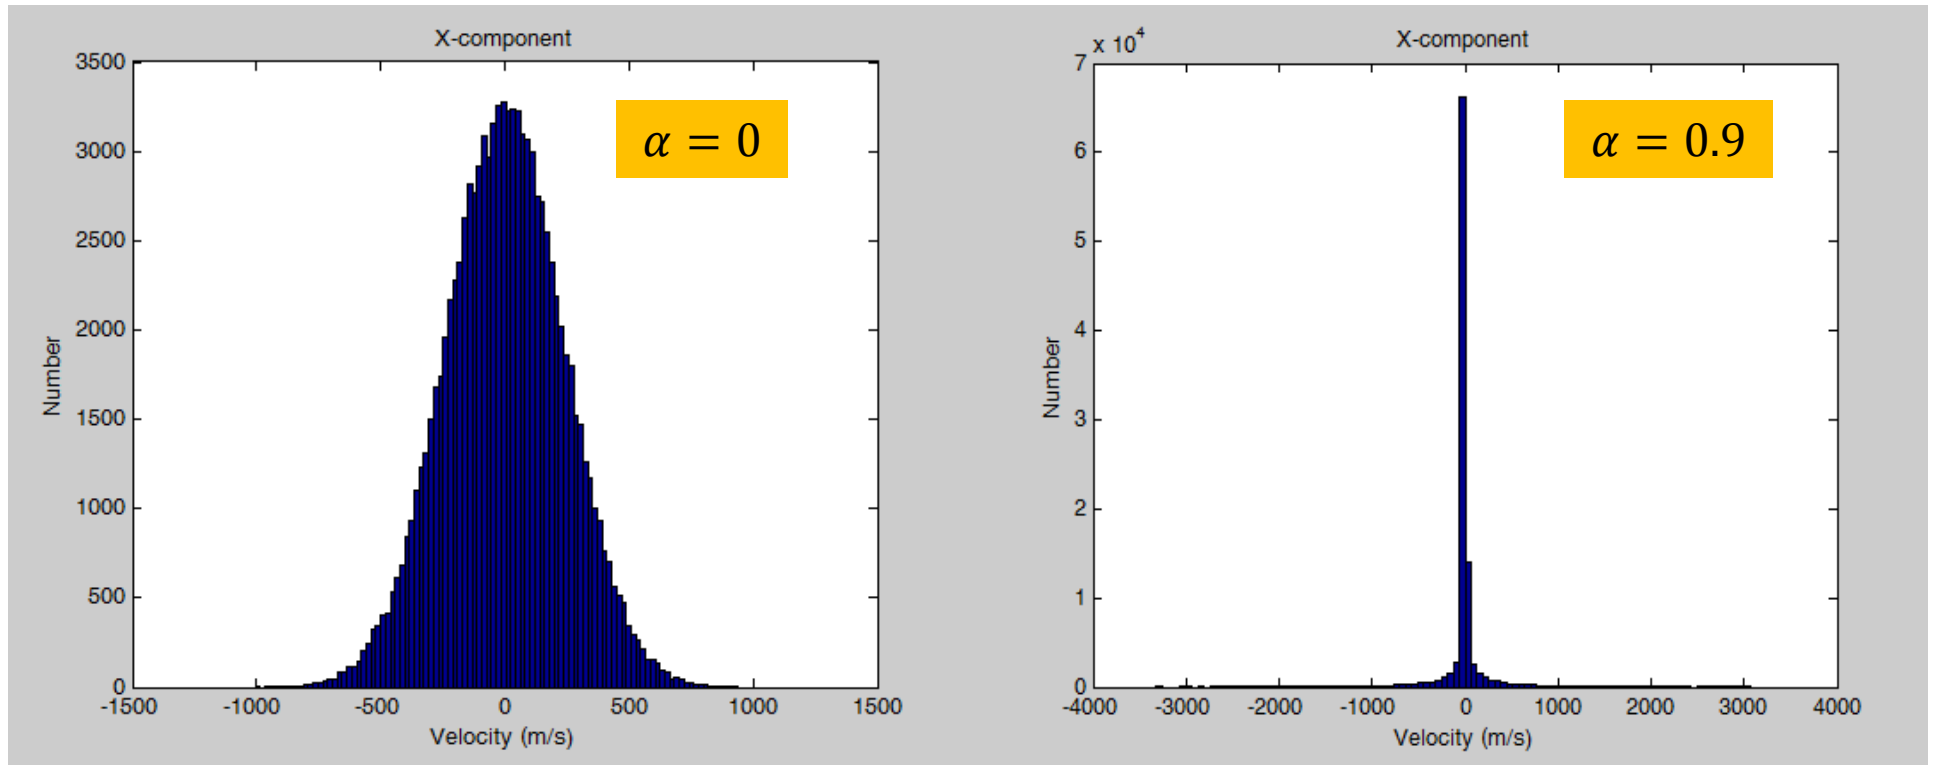 X-component
3500
3000
2500
2000
1500
1000
500
0
Number
-1500 -1000 -500 0 500 1000 1500
Velocity (m/s)
α = 0
X-component
x 10⁴
7
6
5
4
3
2
1
0
Number
-4000 -3000 -2000 -1000 0 1000 2000 3000 4000
Velocity (m/s)
α = 0.9